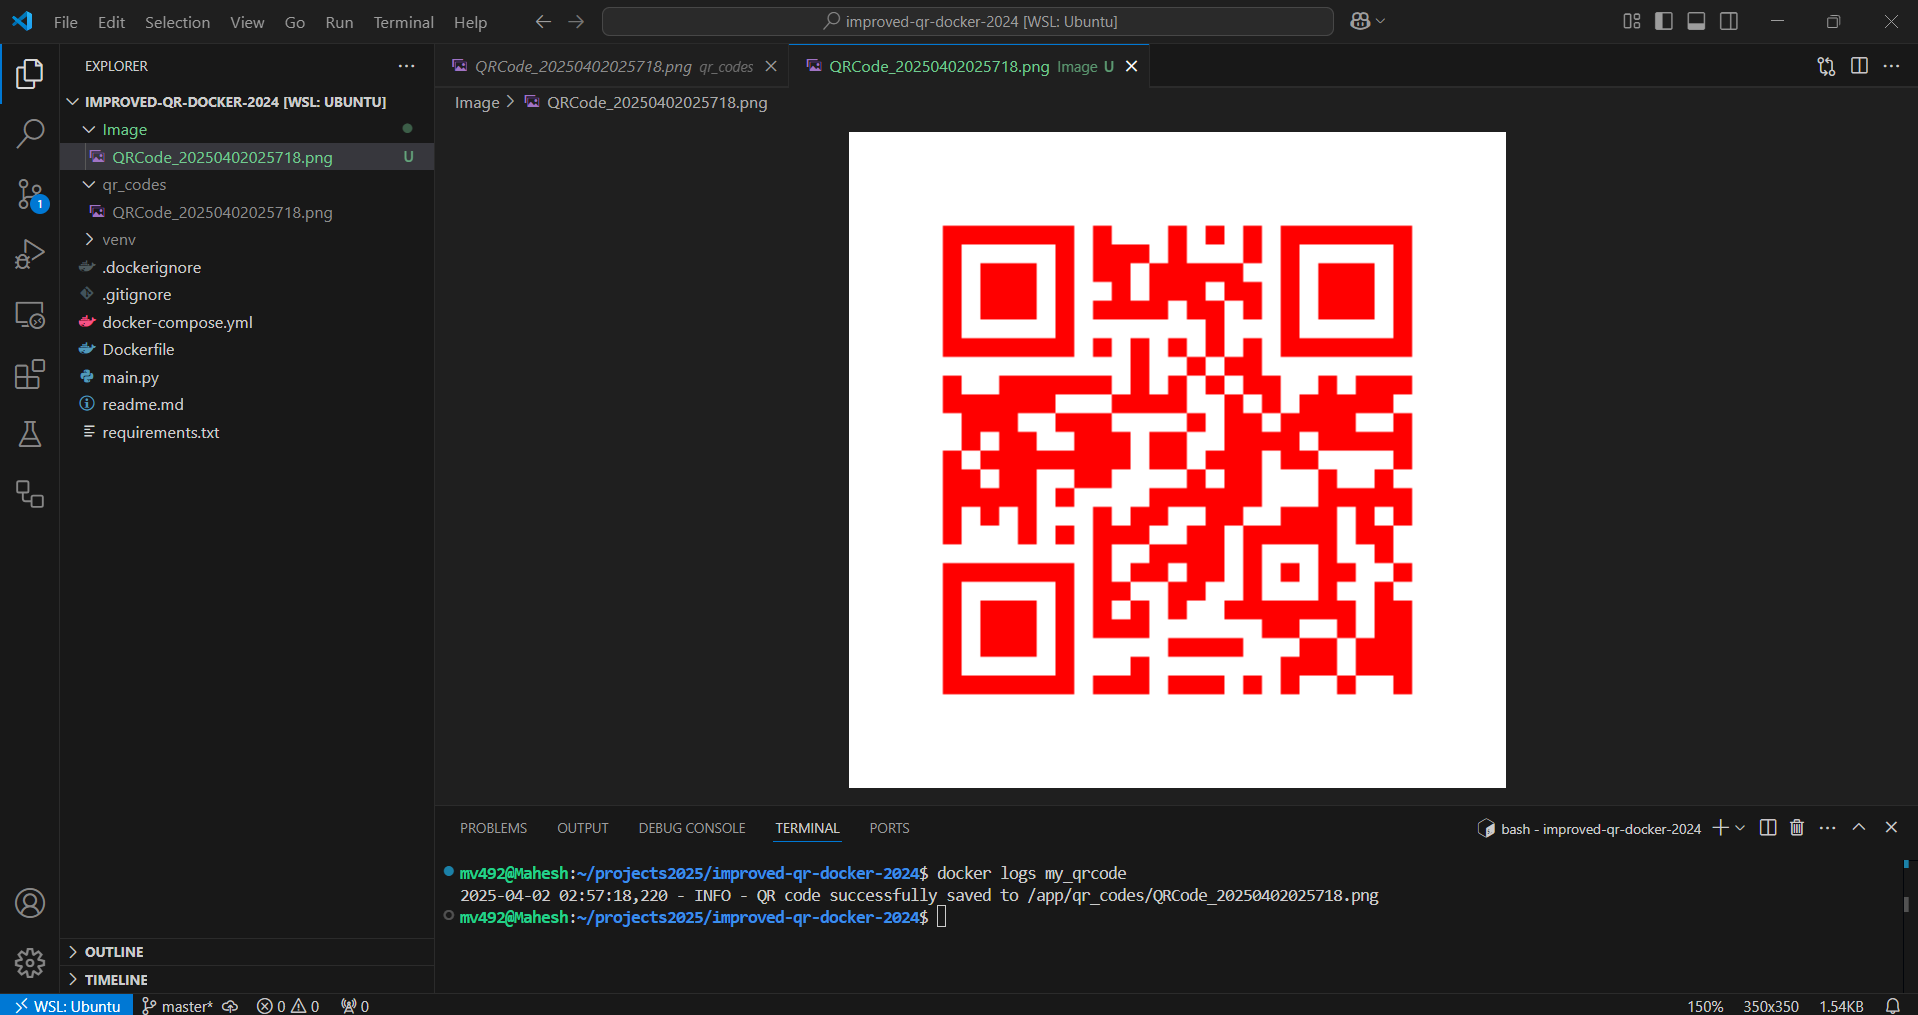 File Edit Selection View Go Run Terminal Help
improved-qr-docker-2024 [WSL: Ubuntu]
EXPLORER
IMPROVED-QR-DOCKER-2024 [WSL: UBUNTU]
Image
QRCode_20250402025718.png U
qr_codes
QRCode_20250402025718.png
venv
.dockerignore
.gitignore
docker-compose.yml
Dockerfile
main.py
readme.md
requirements.txt
1
OUTLINE
TIMELINE
QRCode_20250402025718.png qr_codes
QRCode_20250402025718.png Image U
Image > QRCode_20250402025718.png
PROBLEMS OUTPUT DEBUG CONSOLE TERMINAL PORTS
bash - improved-qr-docker-2024
mv492@Mahesh:~/projects2025/improved-qr-docker-2024$ docker logs my_qrcode
2025-04-02 02:57:18,220 - INFO - QR code successfully saved to /app/qr_codes/QRCode_20250402025718.png
mv492@Mahesh:~/projects2025/improved-qr-docker-2024$
WSL: Ubuntu master* 0 0 0
150% 350x350 1.54KB